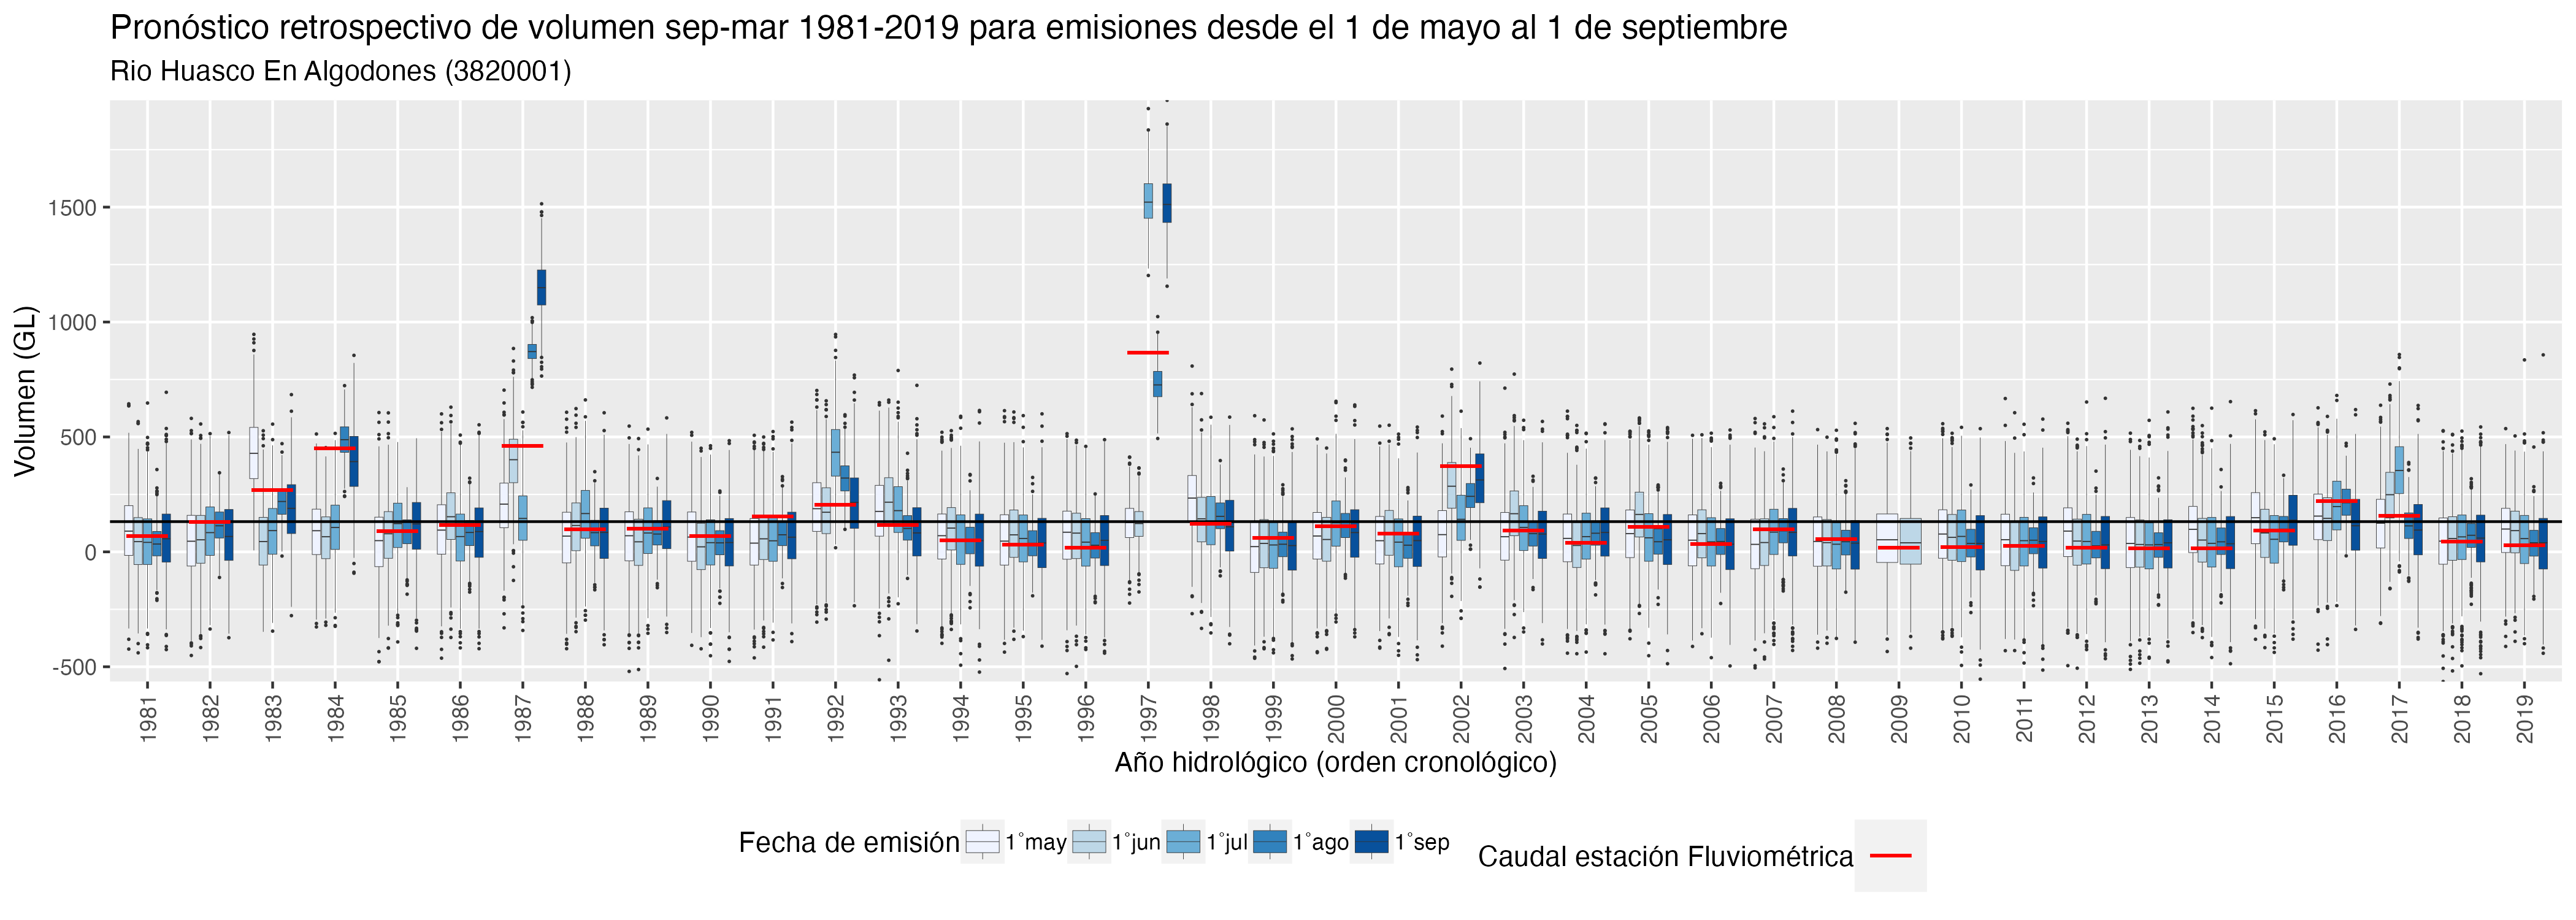 Pronóstico retrospectivo de volumen sep-mar 1981-2019 para emisiones desde el 1 de mayo al 1 de septiembre
Rio Huasco En Algodones (3820001)
Volumen (GL)
1500
1000
500
0
-500
1981 1982 1983 1984 1985 1986 1987 1988 1989 1990 1991 1992 1993 1994 1995 1996 1997 1998 1999 2000 2001 2002 2003 2004 2005 2006 2007 2008 2009 2010 2011 2012 2013 2014 2015 2016 2017 2018 2019
Año hidrológico (orden cronológico)
Fecha de emisión 1°may 1°jun 1°jul 1°ago 1°sep Caudal estación Fluviométrica